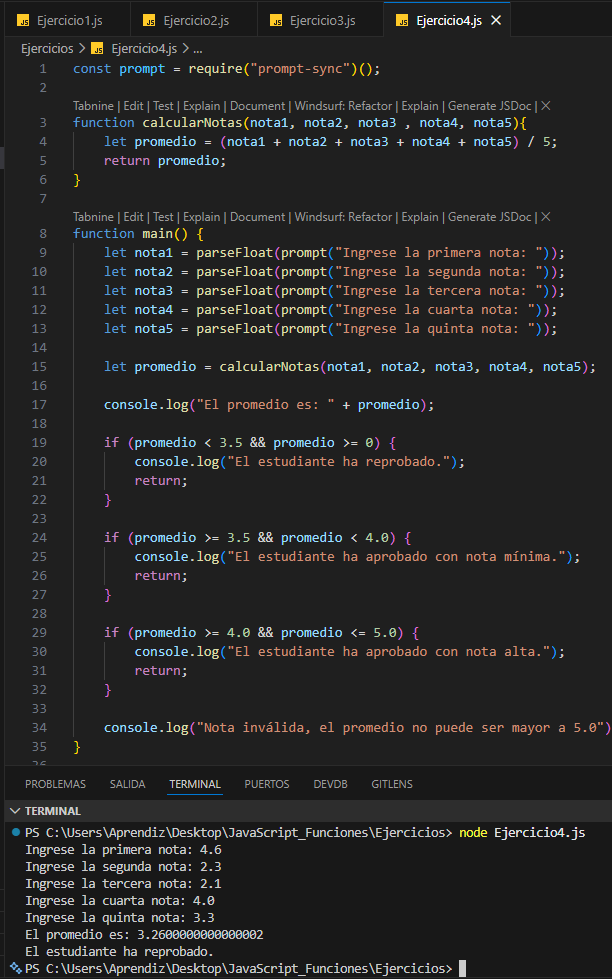 JS Ejercicio1.js JS Ejercicio2.js JS Ejercicio3.js JS Ejercicio4.js ×
Ejercicios > JS Ejercicio4.js > ...
1 const prompt = require("prompt-sync")();
2
Tabnine | Edit | Test | Explain | Document | Windsurf: Refactor | Explain | Generate JSDoc | ×
3 function calcularNotas(nota1, nota2, nota3 , nota4, nota5){
4 let promedio = (nota1 + nota2 + nota3 + nota4 + nota5) / 5;
5 return promedio;
6 }
7
Tabnine | Edit | Test | Explain | Document | Windsurf: Refactor | Explain | Generate JSDoc | ×
8 function main() {
9 let nota1 = parseFloat(prompt("Ingrese la primera nota: "));
10 let nota2 = parseFloat(prompt("Ingrese la segunda nota: "));
11 let nota3 = parseFloat(prompt("Ingrese la tercera nota: "));
12 let nota4 = parseFloat(prompt("Ingrese la cuarta nota: "));
13 let nota5 = parseFloat(prompt("Ingrese la quinta nota: "));
14
15 let promedio = calcularNotas(nota1, nota2, nota3, nota4, nota5);
16
17 console.log("El promedio es: " + promedio);
18
19 if (promedio < 3.5 && promedio >= 0) {
20 console.log("El estudiante ha reprobado.");
21 return;
22 }
23
24 if (promedio >= 3.5 && promedio < 4.0) {
25 console.log("El estudiante ha aprobado con nota mínima.");
26 return;
27 }
28
29 if (promedio >= 4.0 && promedio <= 5.0) {
30 console.log("El estudiante ha aprobado con nota alta.");
31 return;
32 }
33
34 console.log("Nota inválida, el promedio no puede ser mayor a 5.0")
35 }
36
PROBLEMAS SALIDA TERMINAL PUERTOS DEVDB GITLENS
TERMINAL
PS C:\Users\Aprendiz\Desktop\JavaScript_Funciones\Ejercicios> node Ejercicio4.js
Ingrese la primera nota: 4.6
Ingrese la segunda nota: 2.3
Ingrese la tercera nota: 2.1
Ingrese la cuarta nota: 4.0
Ingrese la quinta nota: 3.3
El promedio es: 3.2600000000000002
El estudiante ha reprobado.
PS C:\Users\Aprendiz\Desktop\JavaScript_Funciones\Ejercicios>